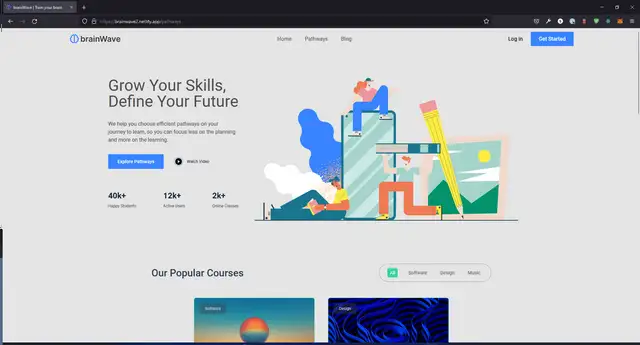 brainWave | Train your brain
https://brainwave2.netlify.app/pathways
brainWave
Home
Pathways
Blog
Log in
Get Started
Grow Your Skills,
Define Your Future
We help you choose efficient pathways on your
journey to learn, so you can focus less on the planning
and more on the learning.
Explore Pathways
Watch Video
40k+
12k+
2k+
Happy Students
Active Users
Online Classes
Our Popular Courses
All
Software
Design
Music
Software
Design